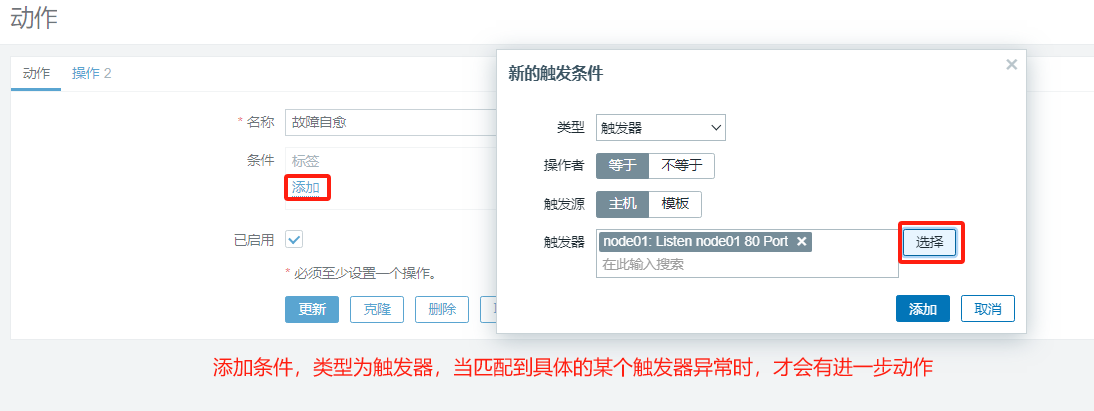 动作
动作 操作 2
* 名称 故障自愈
条件 标签
添加
已启用
* 必须至少设置一个操作。
更新 克隆 删除
新的触发条件
类型 触发器
操作者 等于 不等于
触发源 主机 模板
触发器 node01: Listen node01 80 Port 选择
在此输入搜索
添加 取消
添加条件，类型为触发器，当匹配到具体的某个触发器异常时，才会有进一步动作